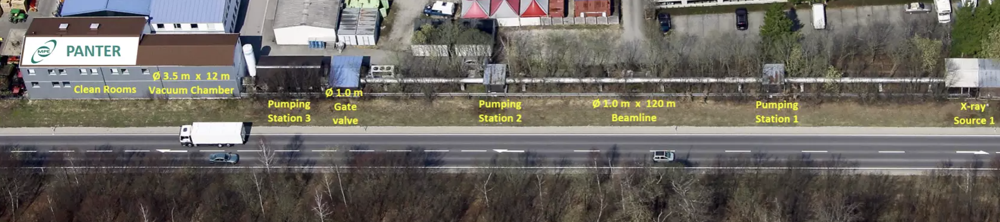 MPE
PANTER
Ø 3.5 m x 12 m
Clean Rooms
Vacuum Chamber
Pumping
Station 3
Ø 1.0 m
Gate
valve
Pumping
Station 2
Ø 1.0 m x 120 m
Beamline
Pumping
Station 1
X-ray
Source 1